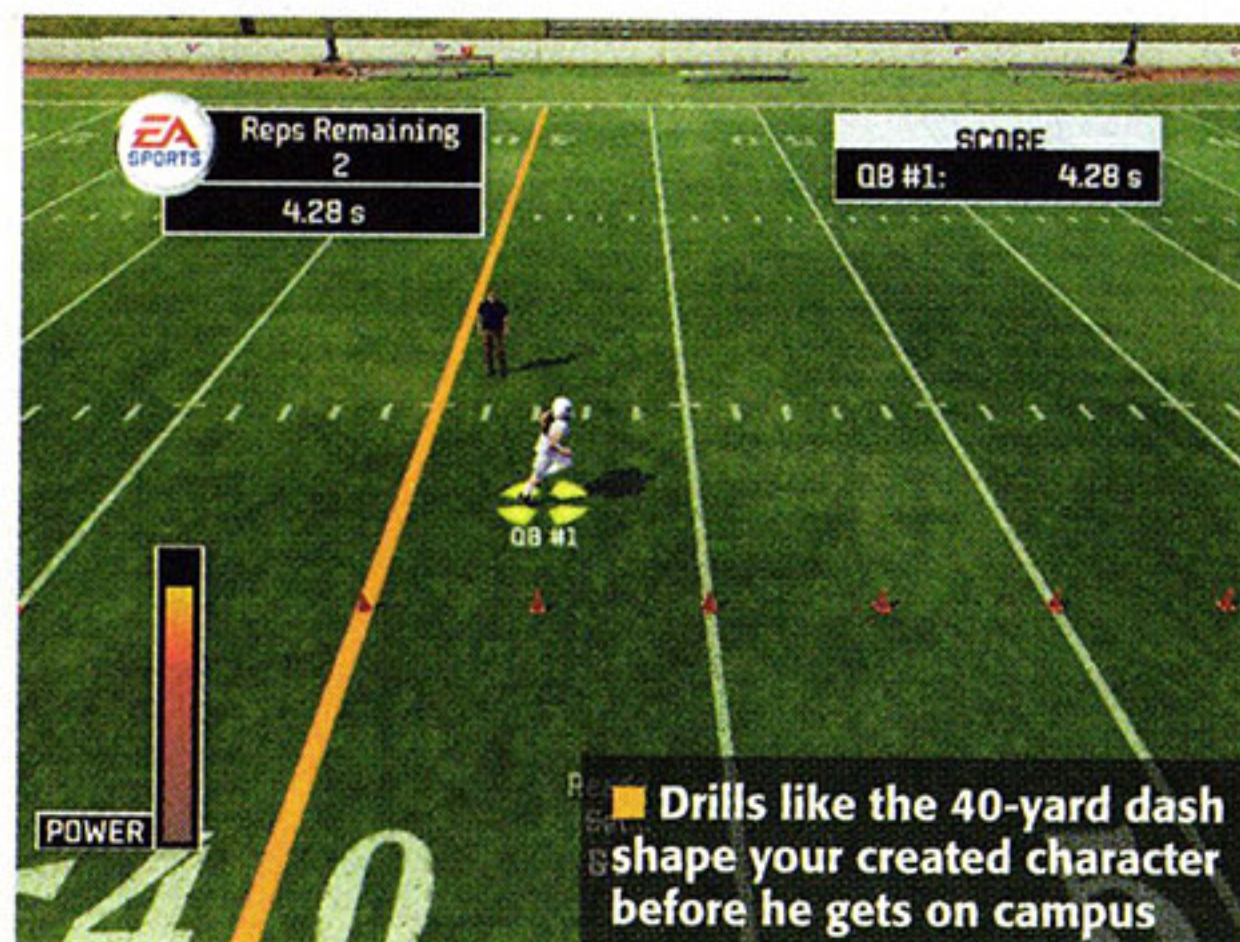 EA
SPORTS
Reps Remaining
2
4.28 s
SCORE
QB #1:
4.28 s
QB #1
POWER
40
Drills like the 40-yard dash
shape your created character
before he gets on campus